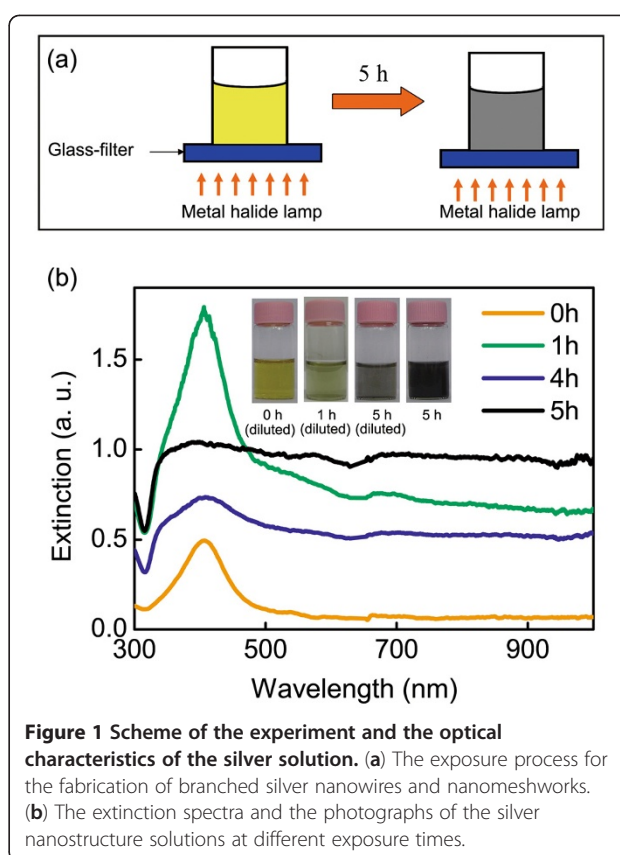 (a)
5 h
Glass-filter
Metal halide lamp
Metal halide lamp
(b)
0h
1h
4h
5h
0 h
(diluted)
1 h
(diluted)
5 h
(diluted)
5 h
Extinction (a. u.)
1.5
1.0
0.5
0.0
300
500
700
900
Wavelength (nm)
Figure 1 Scheme of the experiment and the optical
characteristics of the silver solution. (a) The exposure process for
the fabrication of branched silver nanowires and nanomeshworks.
(b) The extinction spectra and the photographs of the silver
nanostructure solutions at different exposure times.